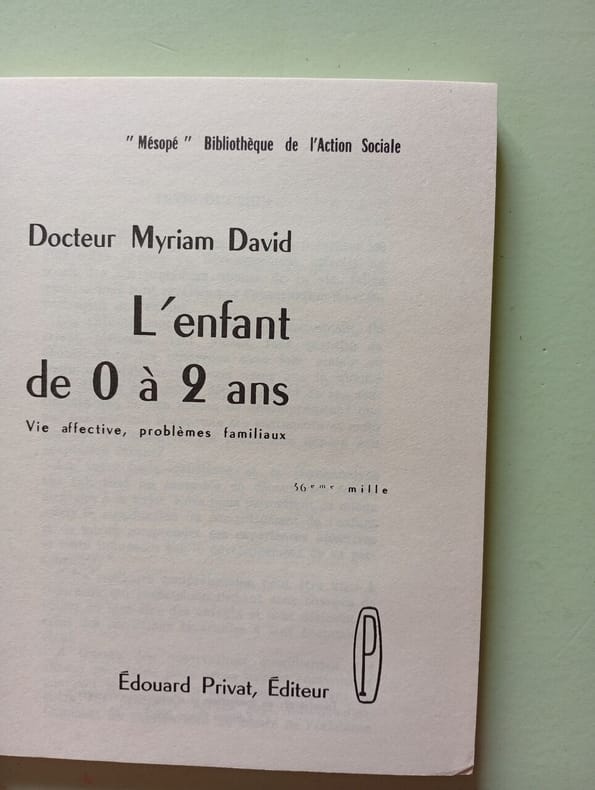 " Mésopé " Bibliothèque de l'Action Sociale
Docteur Myriam David
L'enfant
de 0 à 2 ans
Vie affective, problèmes familiaux
56eme mille
P
Édouard Privat, Éditeur